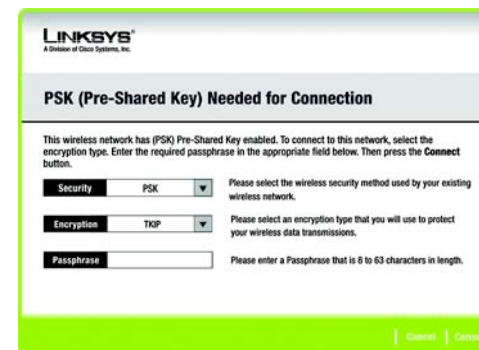 LINKSYS®
A Division of Cisco Systems, Inc.
PSK (Pre-Shared Key) Needed for Connection
This wireless network has (PSK) Pre-Shared Key enabled. To connect to this network, select the
encryption type. Enter the required passphrase in the appropriate field below. Then press the Connect
button.
Security PSK Please select the wireless security method used by your existing
wireless network.
Encryption TKIP Please select an encryption type that you will use to protect
your wireless data transmissions.
Passphrase Please enter a Passphrase that is 8 to 63 characters in length.
Cancel